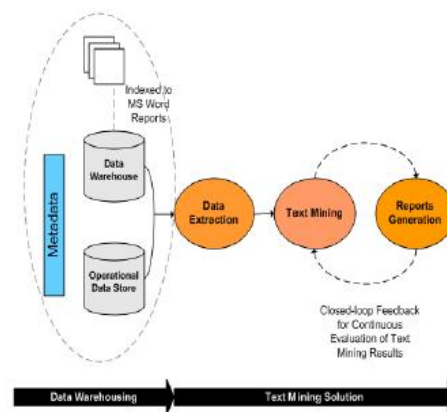 Indexed to
MS Word
Reports
Metadata
Data
Warehouse
Operational
Data Store
Data
Extraction
Text Mining
Reports
Generation
Closed-loop Feedback
for Continuous
Evaluation of Text
Mining Results
Data Warehousing
Text Mining Solution